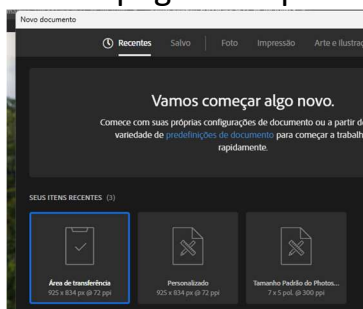 Novo documento
Recentes Salvo Foto Impressão Arte e
Vamos começar algo novo.
Comece com suas próprias configurações de documento ou a partir
variedade de predefinições de documento para começar a
rapidamente.
SEUS ITENS RECENTES (3)
Área de transferência Personalizado Tamanho Padrão do Photos...
925 x 834 px @ 72 ppi 925 x 834 px @ 72 ppi 7 x 5 pol. @ 300 ppi